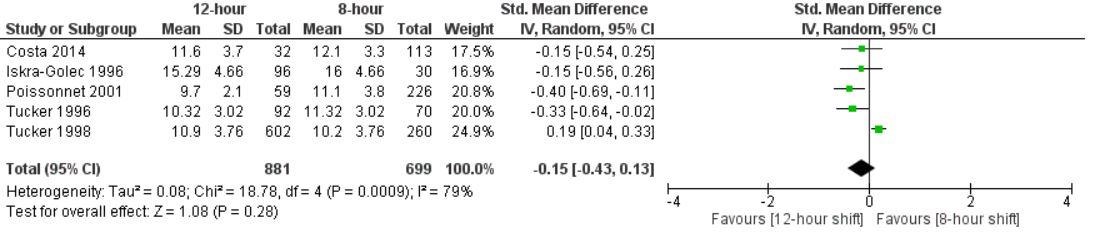 12-hour 8-hour Std. Mean Difference Std. Mean Difference
Study or Subgroup Mean SD Total Mean SD Total Weight IV, Random, 95% CI IV, Random, 95% CI
Costa 2014 11.6 3.7 32 12.1 3.3 113 17.5% -0.15 [-0.54, 0.25]
Iskra-Golec 1996 15.29 4.66 96 16 4.66 30 16.9% -0.15 [-0.56, 0.26]
Poissonnet 2001 9.7 2.1 59 11.1 3.8 226 20.8% -0.40 [-0.69, -0.11]
Tucker 1996 10.32 3.02 92 11.32 3.02 70 20.0% -0.33 [-0.64, -0.02]
Tucker 1998 10.9 3.76 602 10.2 3.76 260 24.9% 0.19 [0.04, 0.33]
Total (95% CI) 881 699 100.0% -0.15 [-0.43, 0.13]
Heterogeneity: Tau² = 0.08; Chi² = 18.78, df = 4 (P = 0.0009); I² = 79%
Test for overall effect: Z = 1.08 (P = 0.28)
-4 -2 0 2 4
Favours [12-hour shift] Favours [8-hour shift]